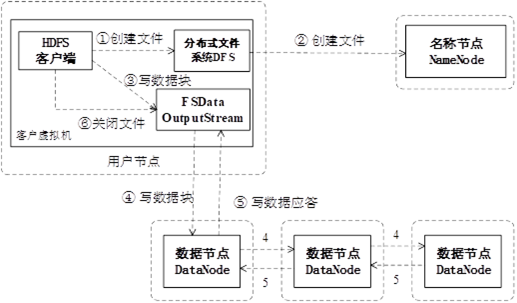 HDFS
客户端
①创建文件
分布式文件
系统DFS
② 创建文件
名称节点
NameNode
③写数据块
FSData
OutputStream
⑥关闭文件
客户虚拟机
用户节点
④ 写数据块
⑤ 写数据应答
数据节点
DataNode
4
5
数据节点
DataNode
4
5
数据节点
DataNode